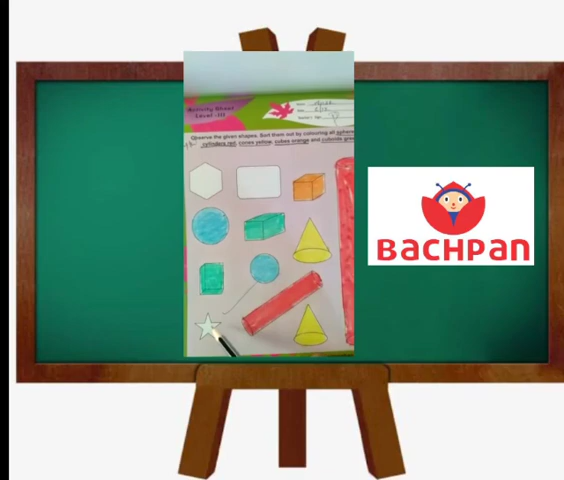 Activity Sheet
Level -III
Observe the given shapes. Sort them out by colouring all spheres
cylinders red, cones yellow, cubes orange and cuboids gree
BACHPAN